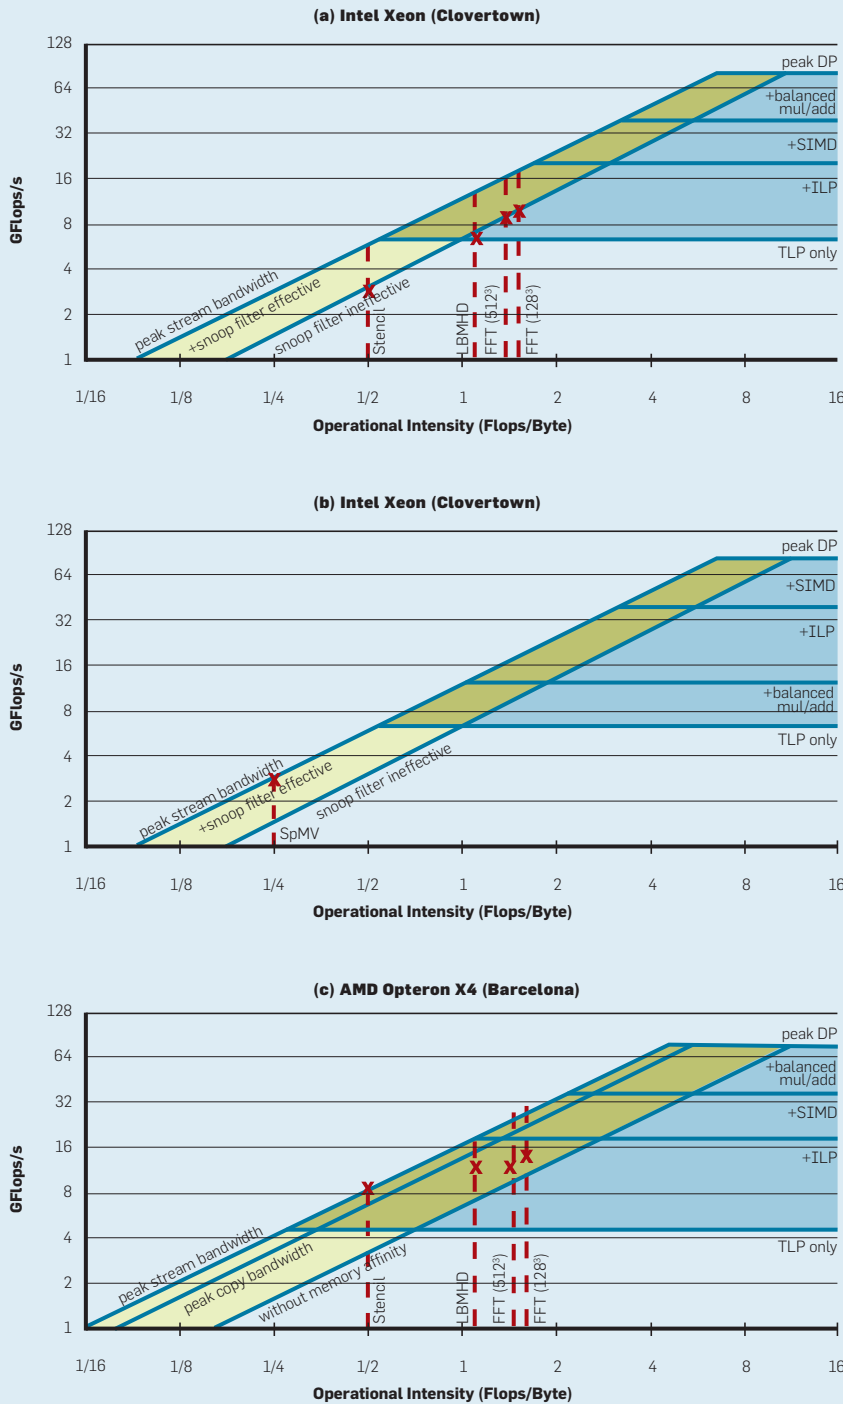 (a) Intel Xeon (Clovertown)
128
64
32
16
8
4
2
1
GFlops/s
peak DP
+balanced
mul/add
+SIMD
+ILP
TLP only
peak stream bandwidth
+snoop filter effective
snoop filter ineffective
Stencil
LBMHD
FFT (512³)
FFT (128³)
1/16 1/8 1/4 1/2 1 2 4 8 16
Operational Intensity (Flops/Byte)
(b) Intel Xeon (Clovertown)
128
64
32
16
8
4
2
1
GFlops/s
peak DP
+SIMD
+ILP
+balanced
mul/add
TLP only
peak stream bandwidth
+snoop filter effective
snoop filter ineffective
SpMV
1/16 1/8 1/4 1/2 1 2 4 8 16
Operational Intensity (Flops/Byte)
(c) AMD Opteron X4 (Barcelona)
128
64
32
16
8
4
2
1
GFlops/s
peak DP
+balanced
mul/add
+SIMD
+ILP
TLP only
peak stream bandwidth
peak copy bandwidth
without memory affinity
Stencil
LBMHD
FFT (512³)
FFT (128³)
1/16 1/8 1/4 1/2 1 2 4 8 16
Operational Intensity (Flops/Byte)